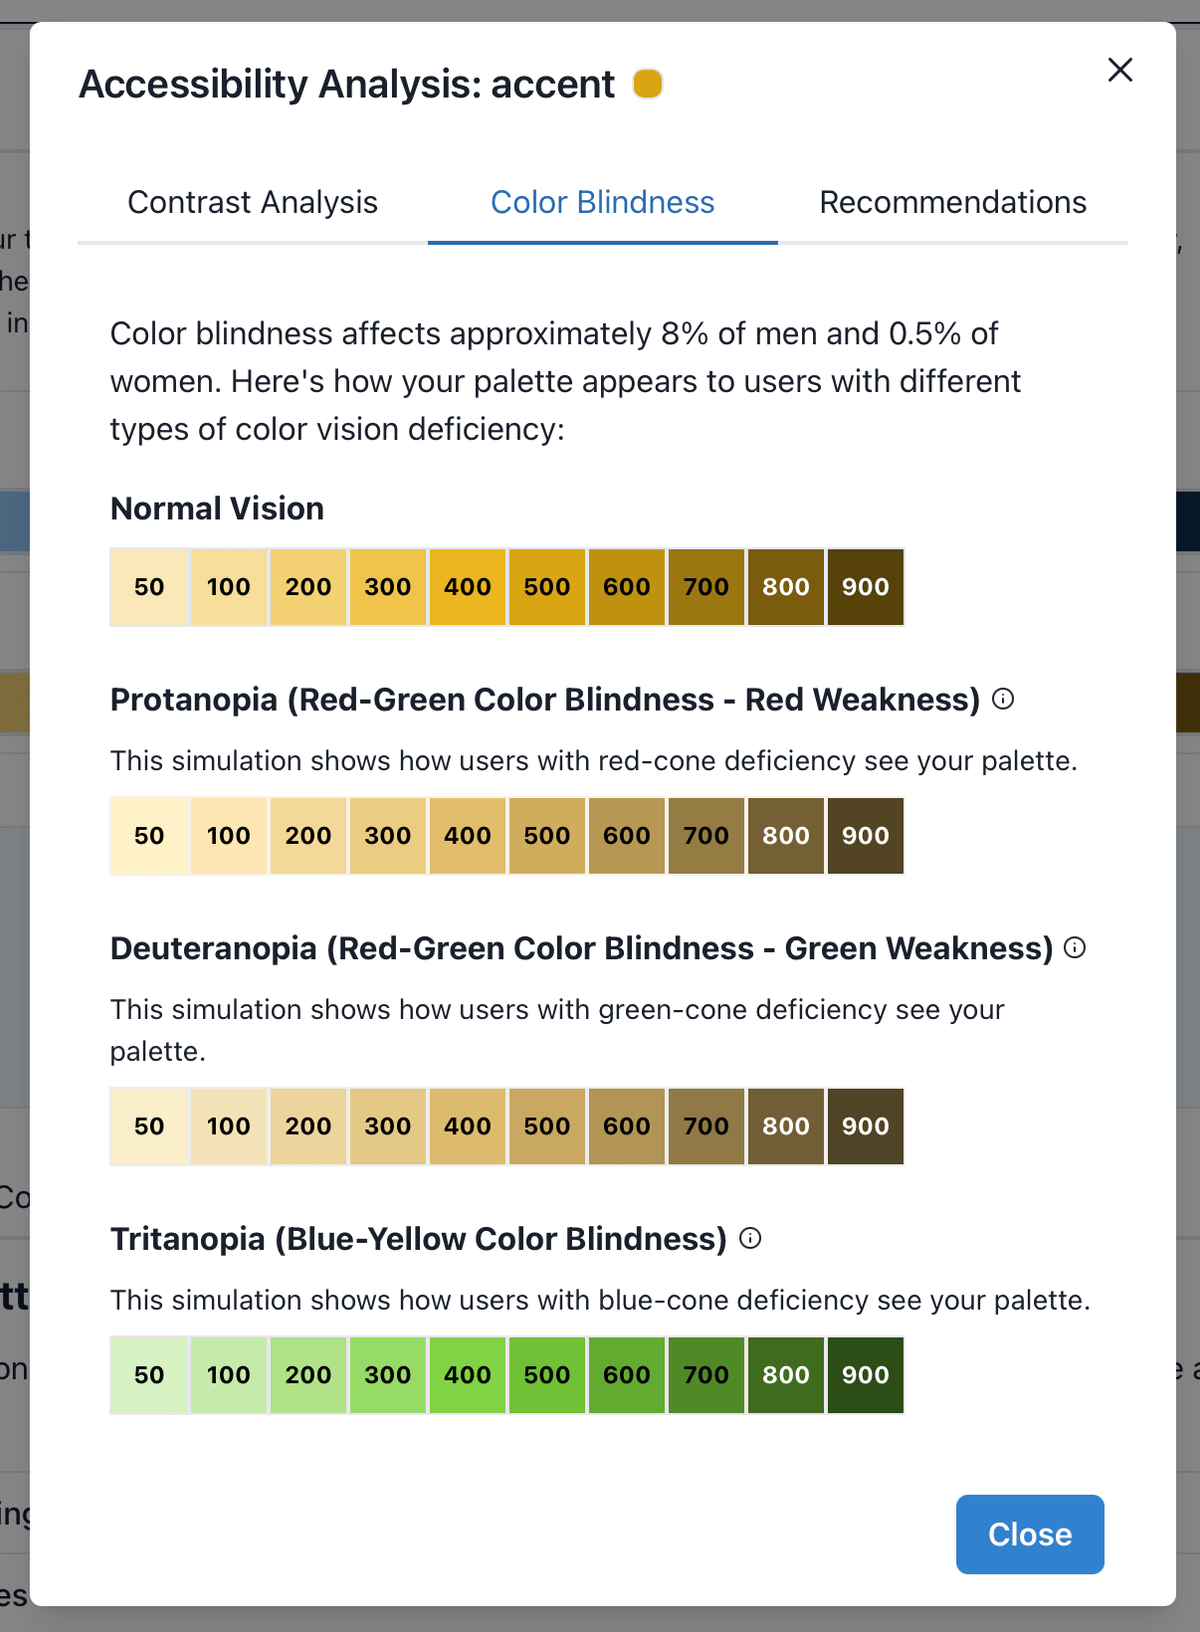 Accessibility Analysis: accent
Contrast Analysis
Color Blindness
Recommendations
Color blindness affects approximately 8% of men and 0.5% of
women. Here's how your palette appears to users with different
types of color vision deficiency:
Normal Vision
50 100 200 300 400 500 600 700 800 900
Protanopia (Red-Green Color Blindness - Red Weakness)
This simulation shows how users with red-cone deficiency see your palette.
50 100 200 300 400 500 600 700 800 900
Deuteranopia (Red-Green Color Blindness - Green Weakness)
This simulation shows how users with green-cone deficiency see your
palette.
50 100 200 300 400 500 600 700 800 900
Tritanopia (Blue-Yellow Color Blindness)
This simulation shows how users with blue-cone deficiency see your palette.
50 100 200 300 400 500 600 700 800 900
Close